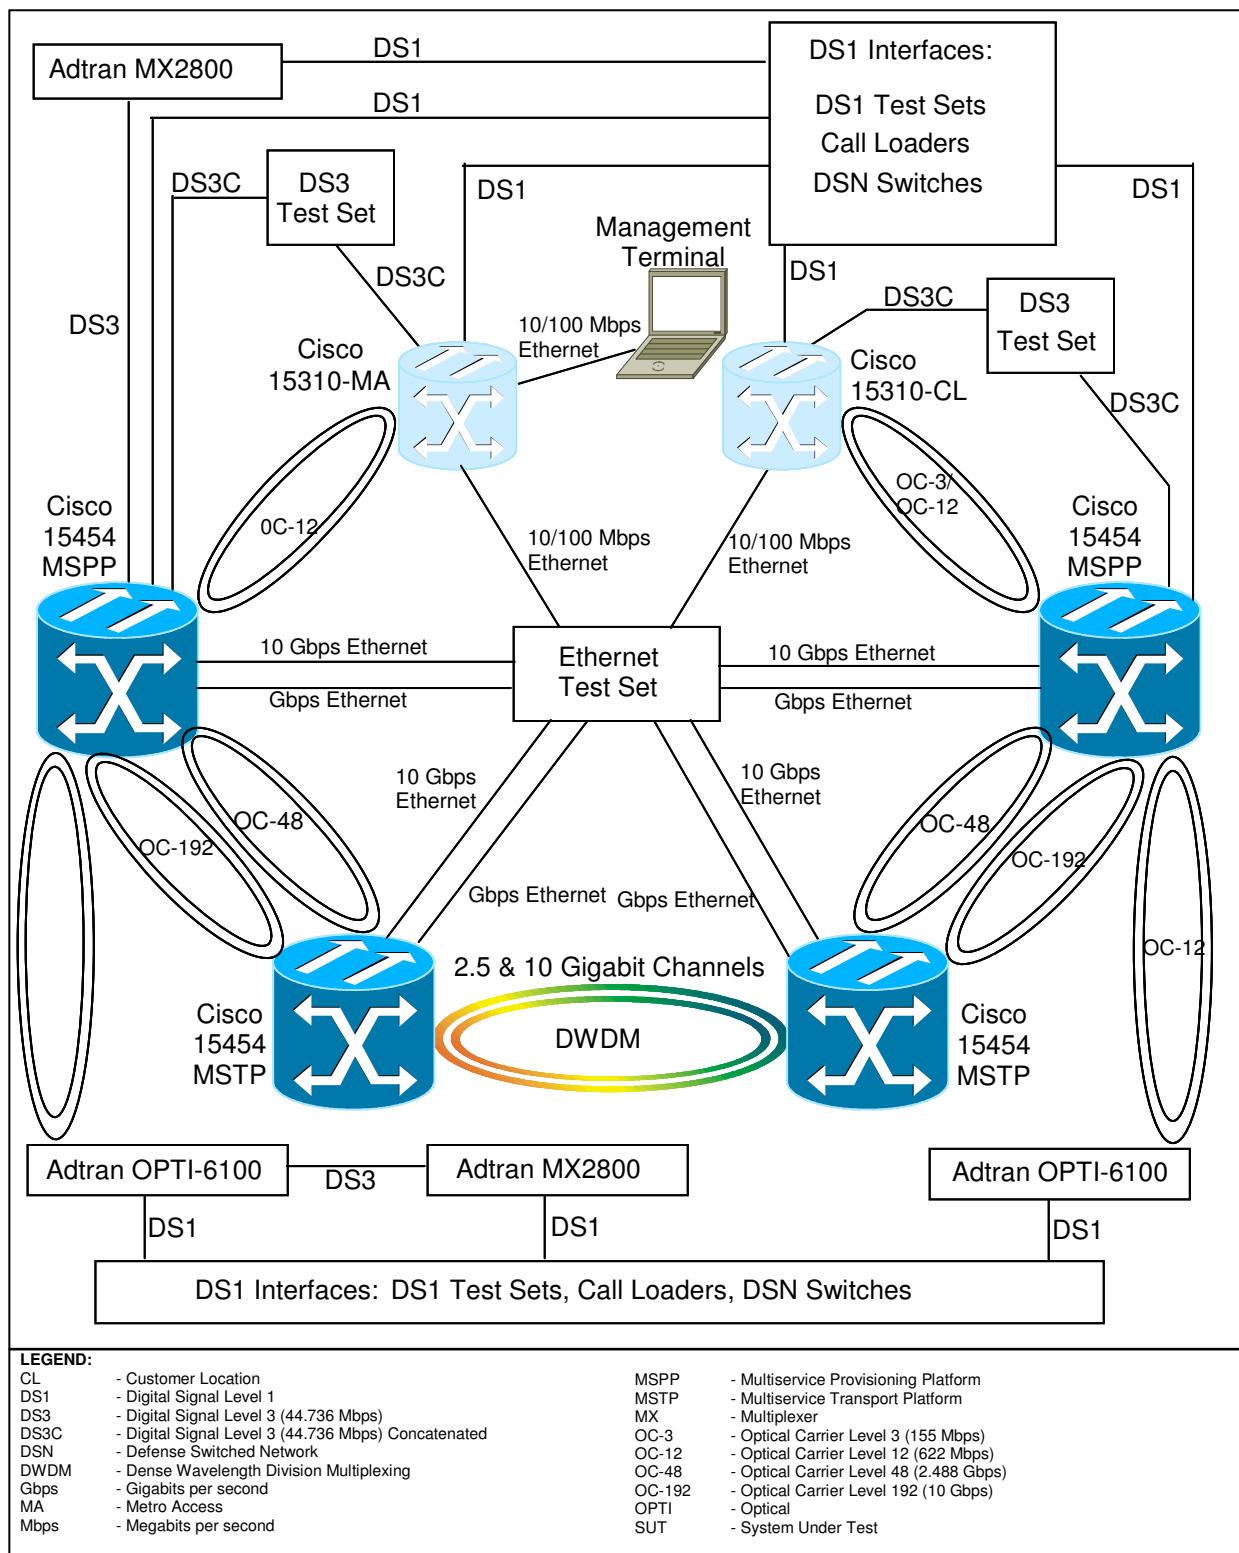 DS1
Adtran MX2800
DS1 Interfaces:
DS1 Test Sets
Call Loaders
DSN Switches
DS1
DS3C
DS3
Test Set
DS1
DS1
Management
Terminal
DS1
DS3C
DS3C
DS3
Test Set
DS3
10/100 Mbps
Ethernet
Cisco
15310-MA
Cisco
15310-CL
DS3C
0C-12
OC-3/
OC-12
Cisco
15454
MSPP
10/100 Mbps
Ethernet
10/100 Mbps
Ethernet
Cisco
15454
MSPP
10 Gbps Ethernet
Gbps Ethernet
Ethernet
Test Set
10 Gbps Ethernet
Gbps Ethernet
10 Gbps
Ethernet
10 Gbps
Ethernet
OC-48
OC-192
OC-48
OC-192
Gbps Ethernet
Gbps Ethernet
OC-12
2.5 & 10 Gigabit Channels
DWDM
Cisco
15454
MSTP
Cisco
15454
MSTP
Adtran OPTI-6100
DS3
Adtran MX2800
Adtran OPTI-6100
DS1
DS1
DS1
DS1 Interfaces: DS1 Test Sets, Call Loaders, DSN Switches
LEGEND:
CL - Customer Location
DS1 - Digital Signal Level 1
DS3 - Digital Signal Level 3 (44.736 Mbps)
DS3C - Digital Signal Level 3 (44.736 Mbps) Concatenated
DSN - Defense Switched Network
DWDM - Dense Wavelength Division Multiplexing
Gbps - Gigabits per second
MA - Metro Access
Mbps - Megabits per second
MSPP - Multiservice Provisioning Platform
MSTP - Multiservice Transport Platform
MX - Multiplexer
OC-3 - Optical Carrier Level 3 (155 Mbps)
OC-12 - Optical Carrier Level 12 (622 Mbps)
OC-48 - Optical Carrier Level 48 (2.488 Gbps)
OC-192 - Optical Carrier Level 192 (10 Gbps)
OPTI - Optical
SUT - System Under Test